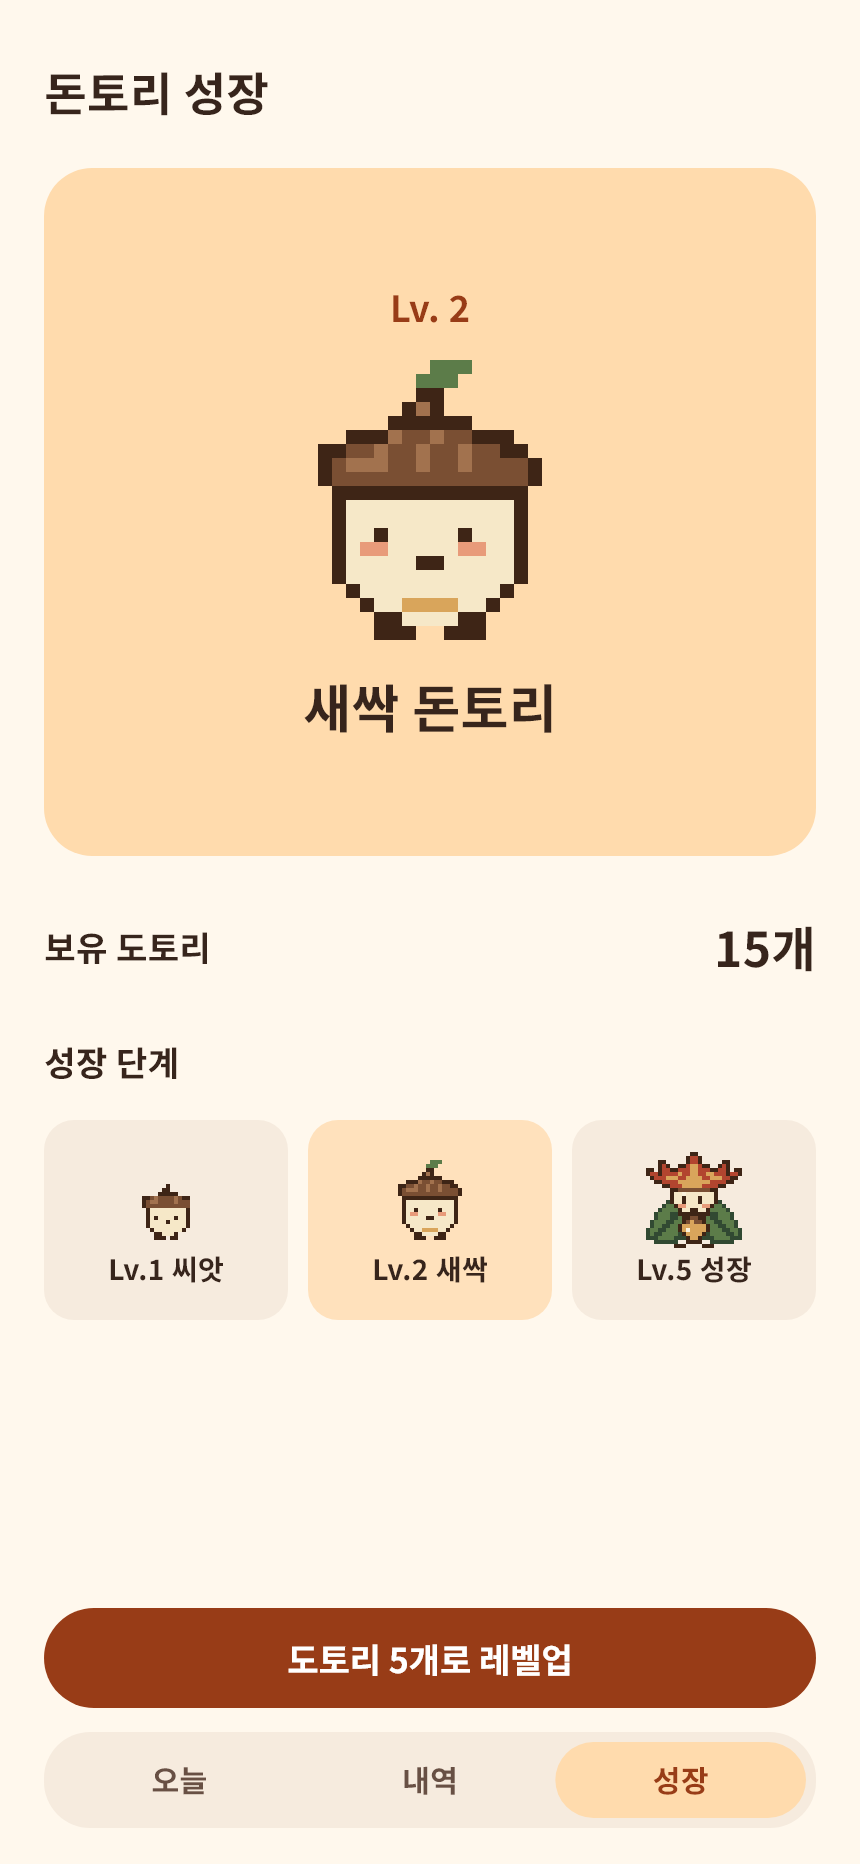 돈토리 성장
Lv. 2
새싹 돈토리
보유 도토리 15개
성장 단계
Lv.1 씨앗 Lv.2 새싹 Lv.5 성장
도토리 5개로 레벨업
오늘 내역 성장